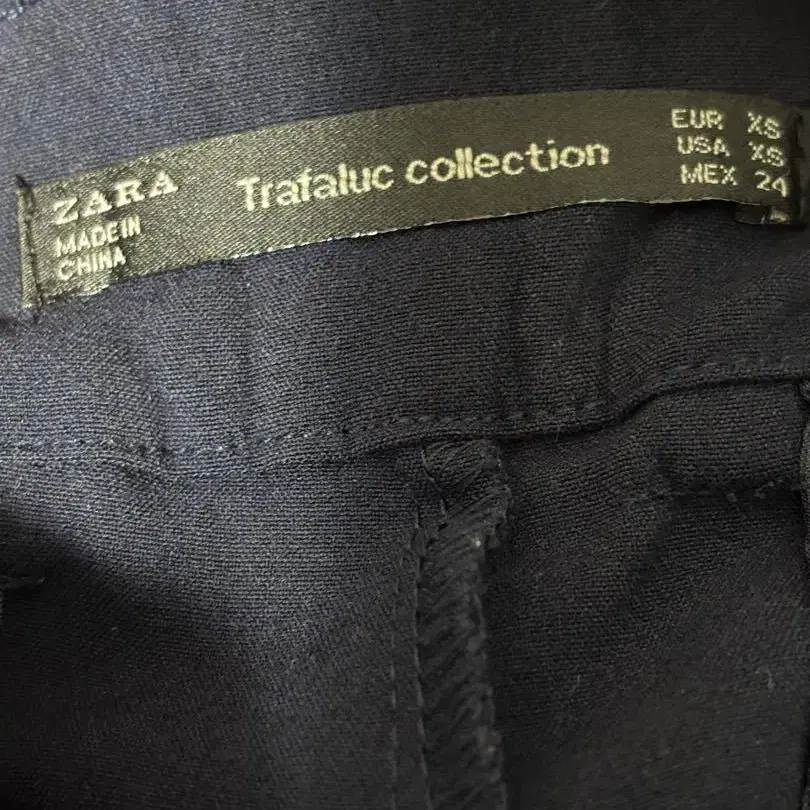 ZARA
MADE IN
CHINA
Trafaluc collection
EUR XS
USA XS
MEX 24